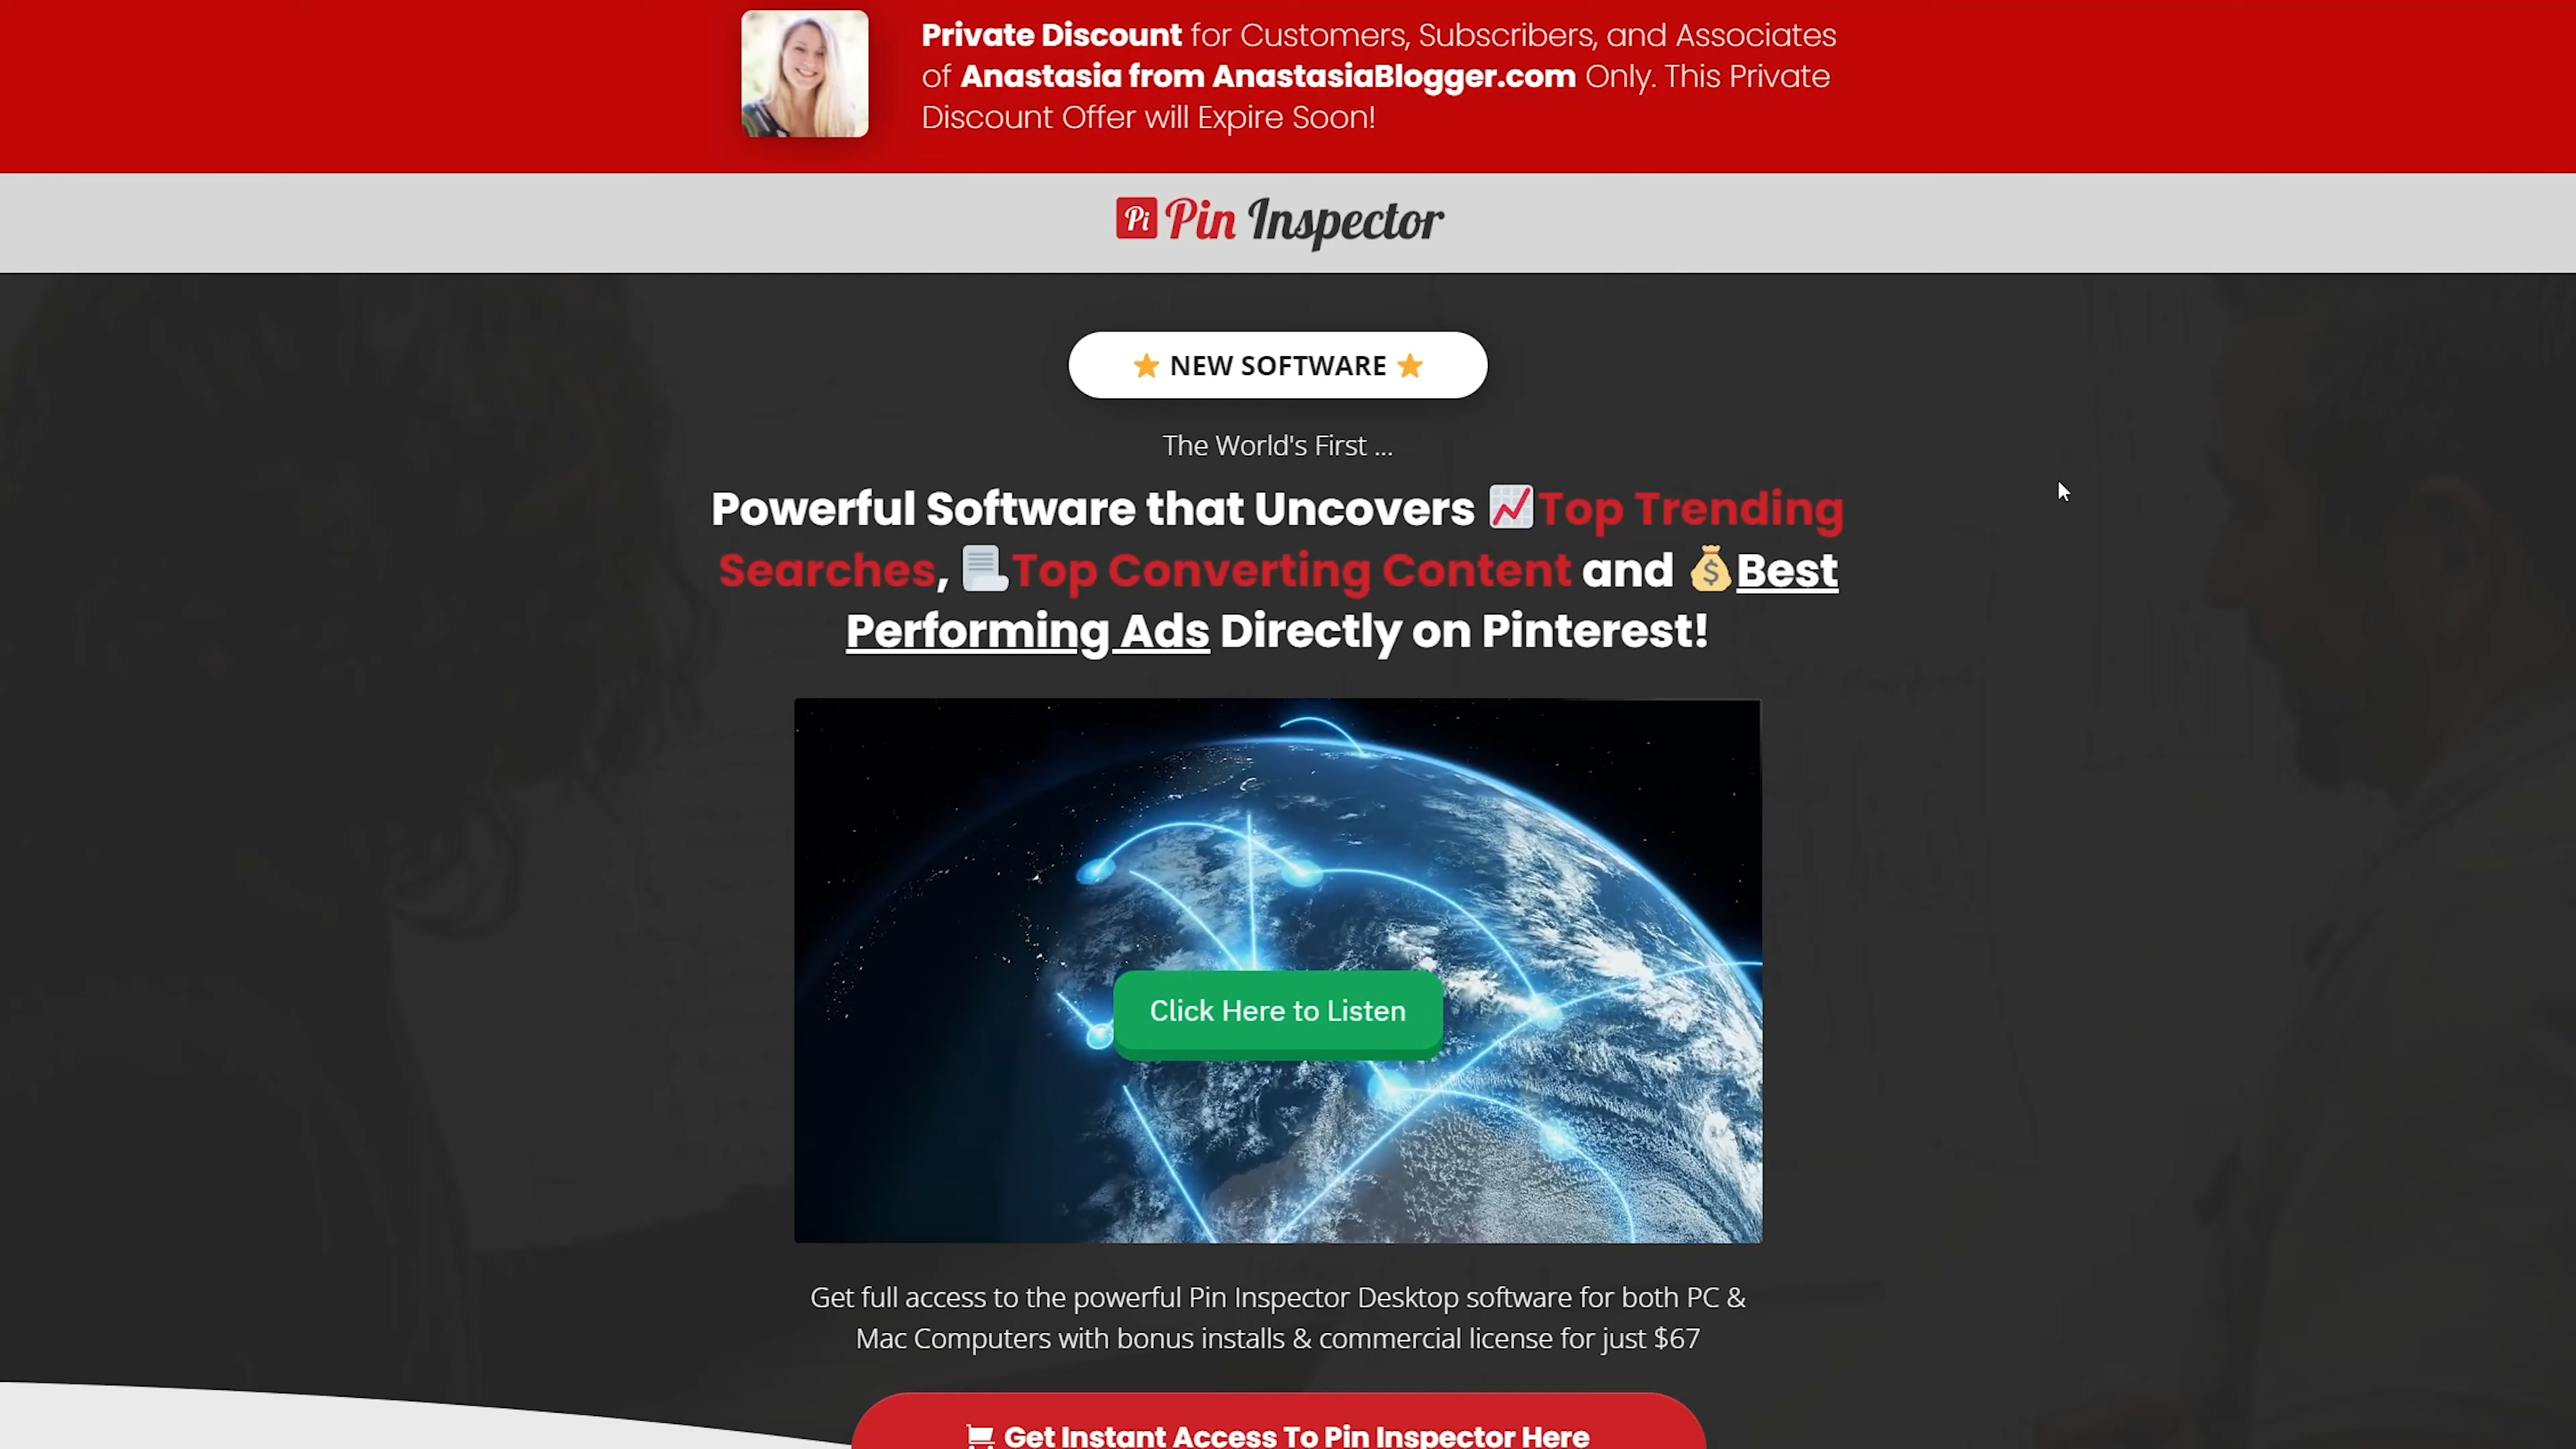 Private Discount for Customers, Subscribers, and Associates
of Anastasia from AnastasiaBlogger.com Only. This Private
Discount Offer will Expire Soon!
Pi Pin Inspector
NEW SOFTWARE
The World's First ...
Powerful Software that Uncovers Top Trending
Searches, Top Converting Content and Best
Performing Ads Directly on Pinterest!
Click Here to Listen
Get full access to the powerful Pin Inspector Desktop software for both PC &
Mac Computers with bonus installs & commercial license for just $67
Get Instant Access To Pin Inspector Here